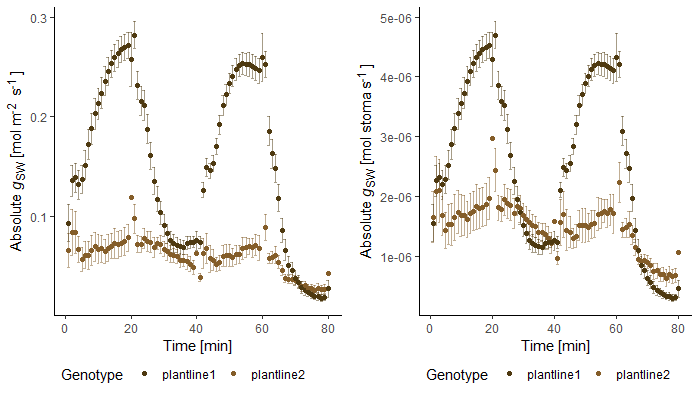 0.3
0.2
0.1
Absolute gSW [mol m-2 s-1 ]
0 20 40 60 80
Time [min]
Genotype plantline1 plantline2
5e-06
4e-06
3e-06
2e-06
1e-06
Absolute gSW [mol stoma s-1 ]
0 20 40 60 80
Time [min]
Genotype plantline1 plantline2